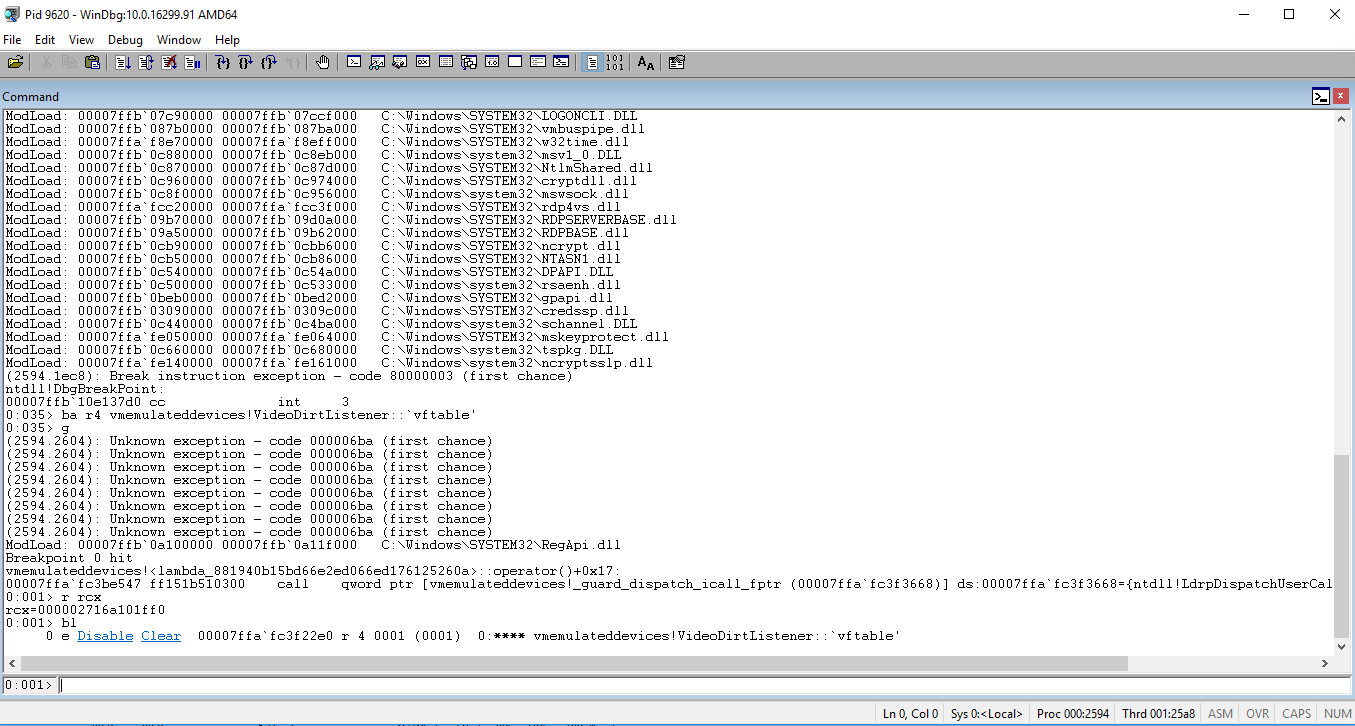 Pid 9620 - WinDbg:10.0.16299.91 AMD64
File Edit View Debug Window Help
Command
ModLoad: 00007ffb`07c90000 00007ffb`07ccf000   C:\Windows\SYSTEM32\LOGONCLI.DLL
ModLoad: 00007ffb`087b0000 00007ffb`087ba000   C:\Windows\SYSTEM32\vmbuspipe.dll
ModLoad: 00007ffa`f8e70000 00007ffa`f8eff000   C:\Windows\SYSTEM32\w32time.dll
ModLoad: 00007ffb`0c880000 00007ffb`0c8eb000   C:\Windows\system32\msv1_0.DLL
ModLoad: 00007ffb`0c870000 00007ffb`0c87d000   C:\Windows\system32\NtlmShared.dll
ModLoad: 00007ffb`0c960000 00007ffb`0c974000   C:\Windows\SYSTEM32\cryptdll.dll
ModLoad: 00007ffb`0c8f0000 00007ffb`0c956000   C:\Windows\system32\mswsock.dll
ModLoad: 00007ffa`fcc20000 00007ffa`fcc3f000   C:\Windows\SYSTEM32\rdp4vs.dll
ModLoad: 00007ffb`09b70000 00007ffb`09d0a000   C:\Windows\SYSTEM32\RDPSERVERBASE.dll
ModLoad: 00007ffb`09a50000 00007ffb`09b62000   C:\Windows\SYSTEM32\RDPBASE.dll
ModLoad: 00007ffb`0cb90000 00007ffb`0cbb6000   C:\Windows\SYSTEM32\ncrypt.dll
ModLoad: 00007ffb`0cb50000 00007ffb`0cb86000   C:\Windows\SYSTEM32\NTASN1.dll
ModLoad: 00007ffb`0c540000 00007ffb`0c54a000   C:\Windows\SYSTEM32\DPAPI.DLL
ModLoad: 00007ffb`0c500000 00007ffb`0c533000   C:\Windows\system32\rsaenh.dll
ModLoad: 00007ffb`0beb0000 00007ffb`0bed2000   C:\Windows\SYSTEM32\gpapi.dll
ModLoad: 00007ffb`03090000 00007ffb`0309c000   C:\Windows\SYSTEM32\credssp.dll
ModLoad: 00007ffb`0c440000 00007ffb`0c4ba000   C:\Windows\system32\schannel.DLL
ModLoad: 00007ffa`fe050000 00007ffa`fe064000   C:\Windows\SYSTEM32\mskeyprotect.dll
ModLoad: 00007ffb`0c660000 00007ffb`0c680000   C:\Windows\system32\tspkg.DLL
ModLoad: 00007ffa`fe140000 00007ffa`fe161000   C:\Windows\system32\ncryptsslp.dll
(2594.1ec8): Break instruction exception - code 80000003 (first chance)
ntdll!DbgBreakPoint:
00007ffb`10e137d0 cc              int     3
0:035> ba r4 vmemulateddevices!VideoDirtListener::`vftable'
0:035> g
(2594.2604): Unknown exception - code 000006ba (first chance)
(2594.2604): Unknown exception - code 000006ba (first chance)
(2594.2604): Unknown exception - code 000006ba (first chance)
(2594.2604): Unknown exception - code 000006ba (first chance)
(2594.2604): Unknown exception - code 000006ba (first chance)
(2594.2604): Unknown exception - code 000006ba (first chance)
(2594.2604): Unknown exception - code 000006ba (first chance)
(2594.2604): Unknown exception - code 000006ba (first chance)
ModLoad: 00007ffb`0a100000 00007ffb`0a11f000   C:\Windows\SYSTEM32\RegApi.dll
Breakpoint 0 hit
vmemulateddevices!<lambda_881940b15bd66e2ed066ed176125260a>::operator()+0x17:
00007ffa`fc3be547 ff151b510300    call    qword ptr [vmemulateddevices!_guard_dispatch_icall_fptr (00007ffa`fc3f3668)] ds:00007ffa`fc3f3668={ntdll!LdrpDispatchUserCal
0:001> r rcx
rcx=000002716a101ff0
0:001> bl
0 e Disable Clear  00007ffa`fc3f22e0 r 4 0001 (0001)  0:**** vmemulateddevices!VideoDirtListener::`vftable'
0:001>
Ln 0, Col 0 Sys 0:<Local> Proc 000:2594 Thrd 001:25a8 ASM OVR CAPS NUM